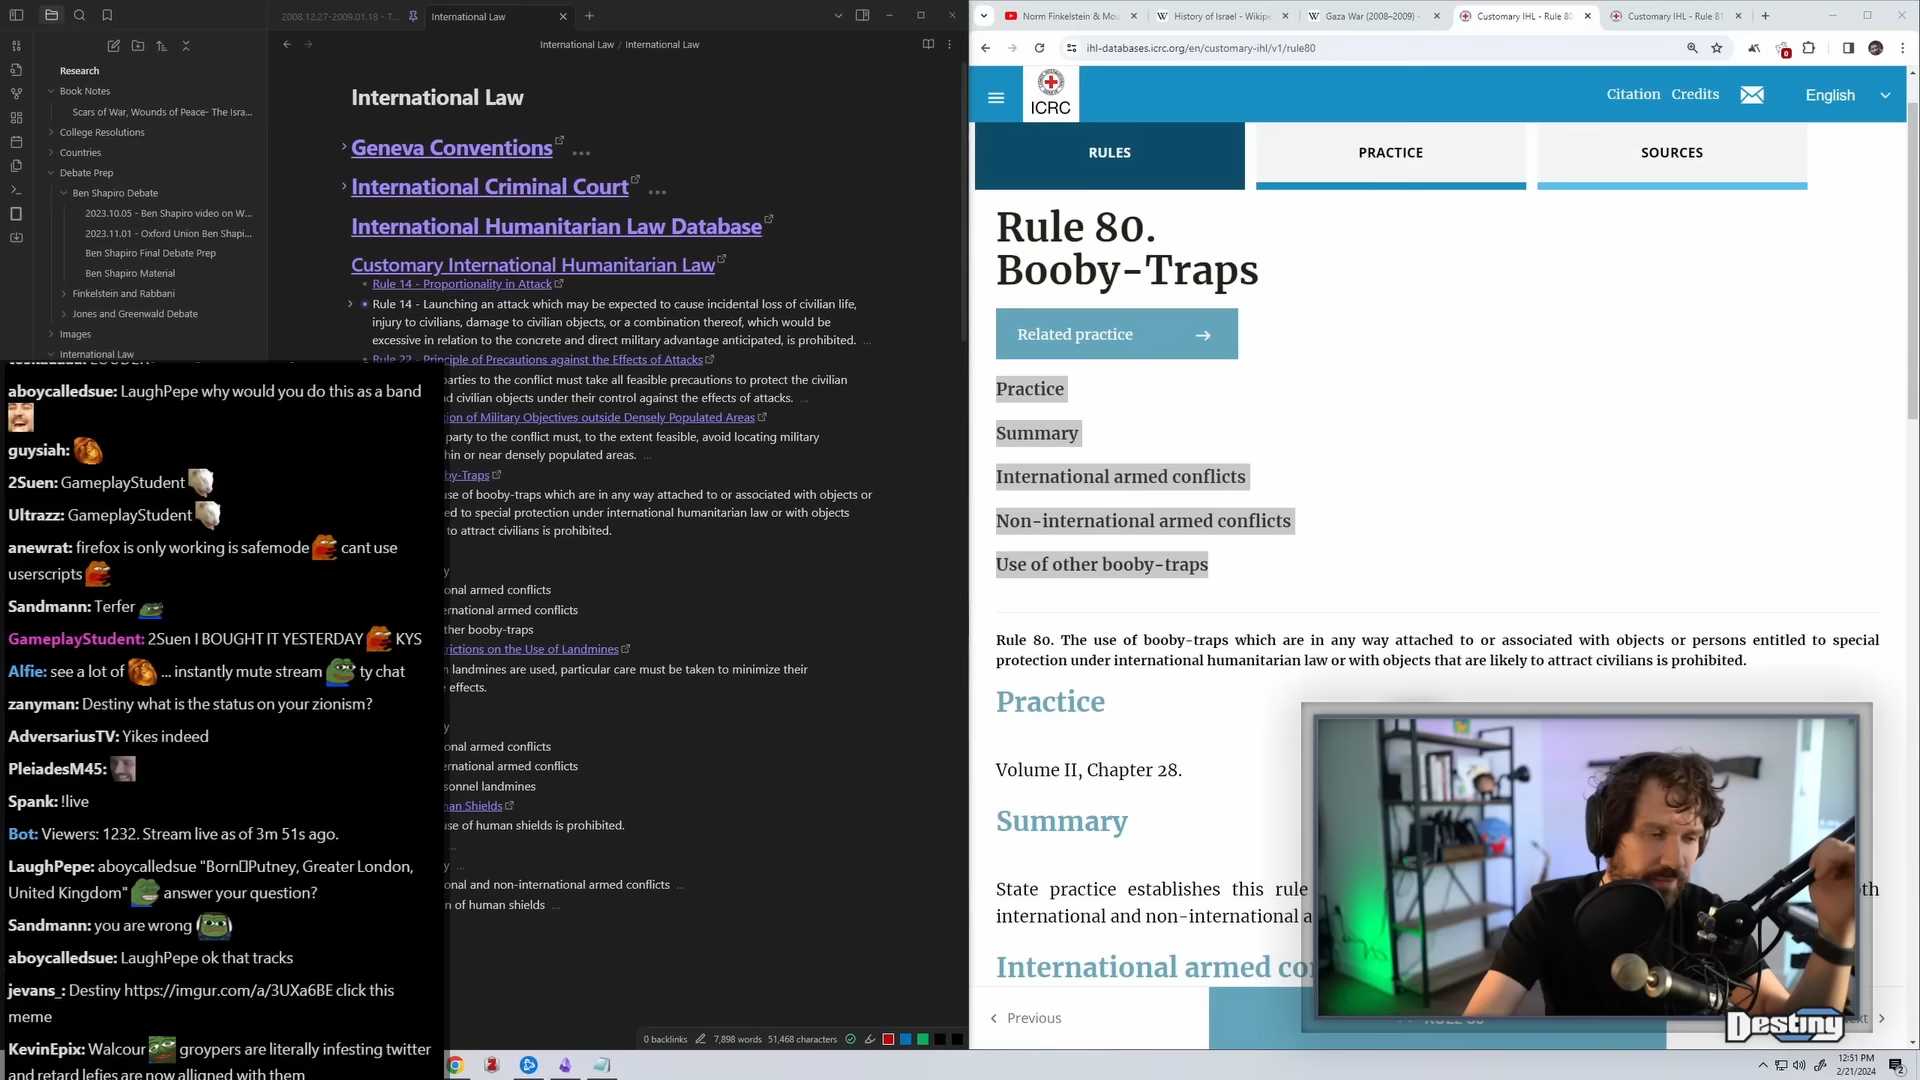 2008.12.27-2009.01.18 - T...
International Law
International Law / International Law
Research
Book Notes
Scars of War, Wounds of Peace- The Isra...
College Resolutions
Countries
Debate Prep
Ben Shapiro Debate
2023.10.05 - Ben Shapiro video on W...
2023.11.01 - Oxford Union Ben Shapi...
Ben Shapiro Final Debate Prep
Ben Shapiro Material
Finkelstein and Rabbani
Jones and Greenwald Debate
Images
International Law
International Law
Geneva Conventions ...
International Criminal Court ...
International Humanitarian Law Database
Customary International Humanitarian Law
Rule 14 - Proportionality in Attack
Rule 14 - Launching an attack which may be expected to cause incidental loss of civilian life,
injury to civilians, damage to civilian objects, or a combination thereof, which would be
excessive in relation to the concrete and direct military advantage anticipated, is prohibited. ...
Rule 22 - Principle of Precautions against the Effects of Attacks
parties to the conflict must take all feasible precautions to protect the civilian
d civilian objects under their control against the effects of attacks. ...
ion of Military Objectives outside Densely Populated Areas
party to the conflict must, to the extent feasible, avoid locating military
hin or near densely populated areas. ...
by-Traps
use of booby-traps which are in any way attached to or associated with objects or
ed to special protection under international humanitarian law or with objects
to attract civilians is prohibited.
y
onal armed conflicts
ernational armed conflicts
ther booby-traps
trictions on the Use of Landmines
n landmines are used, particular care must be taken to minimize their
effects.
y
onal armed conflicts
ernational armed conflicts
sonnel landmines
man Shields
use of human shields is prohibited.
...
y ...
onal and non-international armed conflicts ...
n of human shields ...
0 backlinks
7,898 words
51,468 characters
aboycalledsue: LaughPepe why would you do this as a band
guysiah:
2Suen: GameplayStudent
Ultrazz: GameplayStudent
anewrat: firefox is only working is safemode cant use
userscripts
Sandmann: Terfer
GameplayStudent: 2Suen I BOUGHT IT YESTERDAY KYS
Alfie: see a lot of ... instantly mute stream ty chat
zanyman: Destiny what is the status on your zionism?
AdversariusTV: Yikes indeed
PleiadesM45:
Spank: !live
Bot: Viewers: 1232. Stream live as of 3m 51s ago.
LaughPepe: aboycalledsue "Born▯Putney, Greater London,
United Kingdom" answer your question?
Sandmann: you are wrong
aboycalledsue: LaughPepe ok that tracks
jevans_: Destiny https://imgur.com/a/3UXa6BE click this
meme
KevinEpix: Walcour groypers are literally infesting twitter
and retard lefies are now alligned with them
Norm Finkelstein & Mou
History of Israel - Wikipe
Gaza War (2008–2009) -
Customary IHL - Rule 80
Customary IHL - Rule 81
ihl-databases.icrc.org/en/customary-ihl/v1/rule80
0
ICRC
Citation
Credits
English
RULES
PRACTICE
SOURCES
Rule 80.
Booby-Traps
Related practice
Practice
Summary
International armed conflicts
Non-international armed conflicts
Use of other booby-traps
Rule 80. The use of booby-traps which are in any way attached to or associated with objects or persons entitled to special
protection under international humanitarian law or with objects that are likely to attract civilians is prohibited.
Practice
Volume II, Chapter 28.
Summary
State practice establishes this rule
international and non-international a
International armed co
Previous
Destiny
12:51 PM
2/21/2024
2